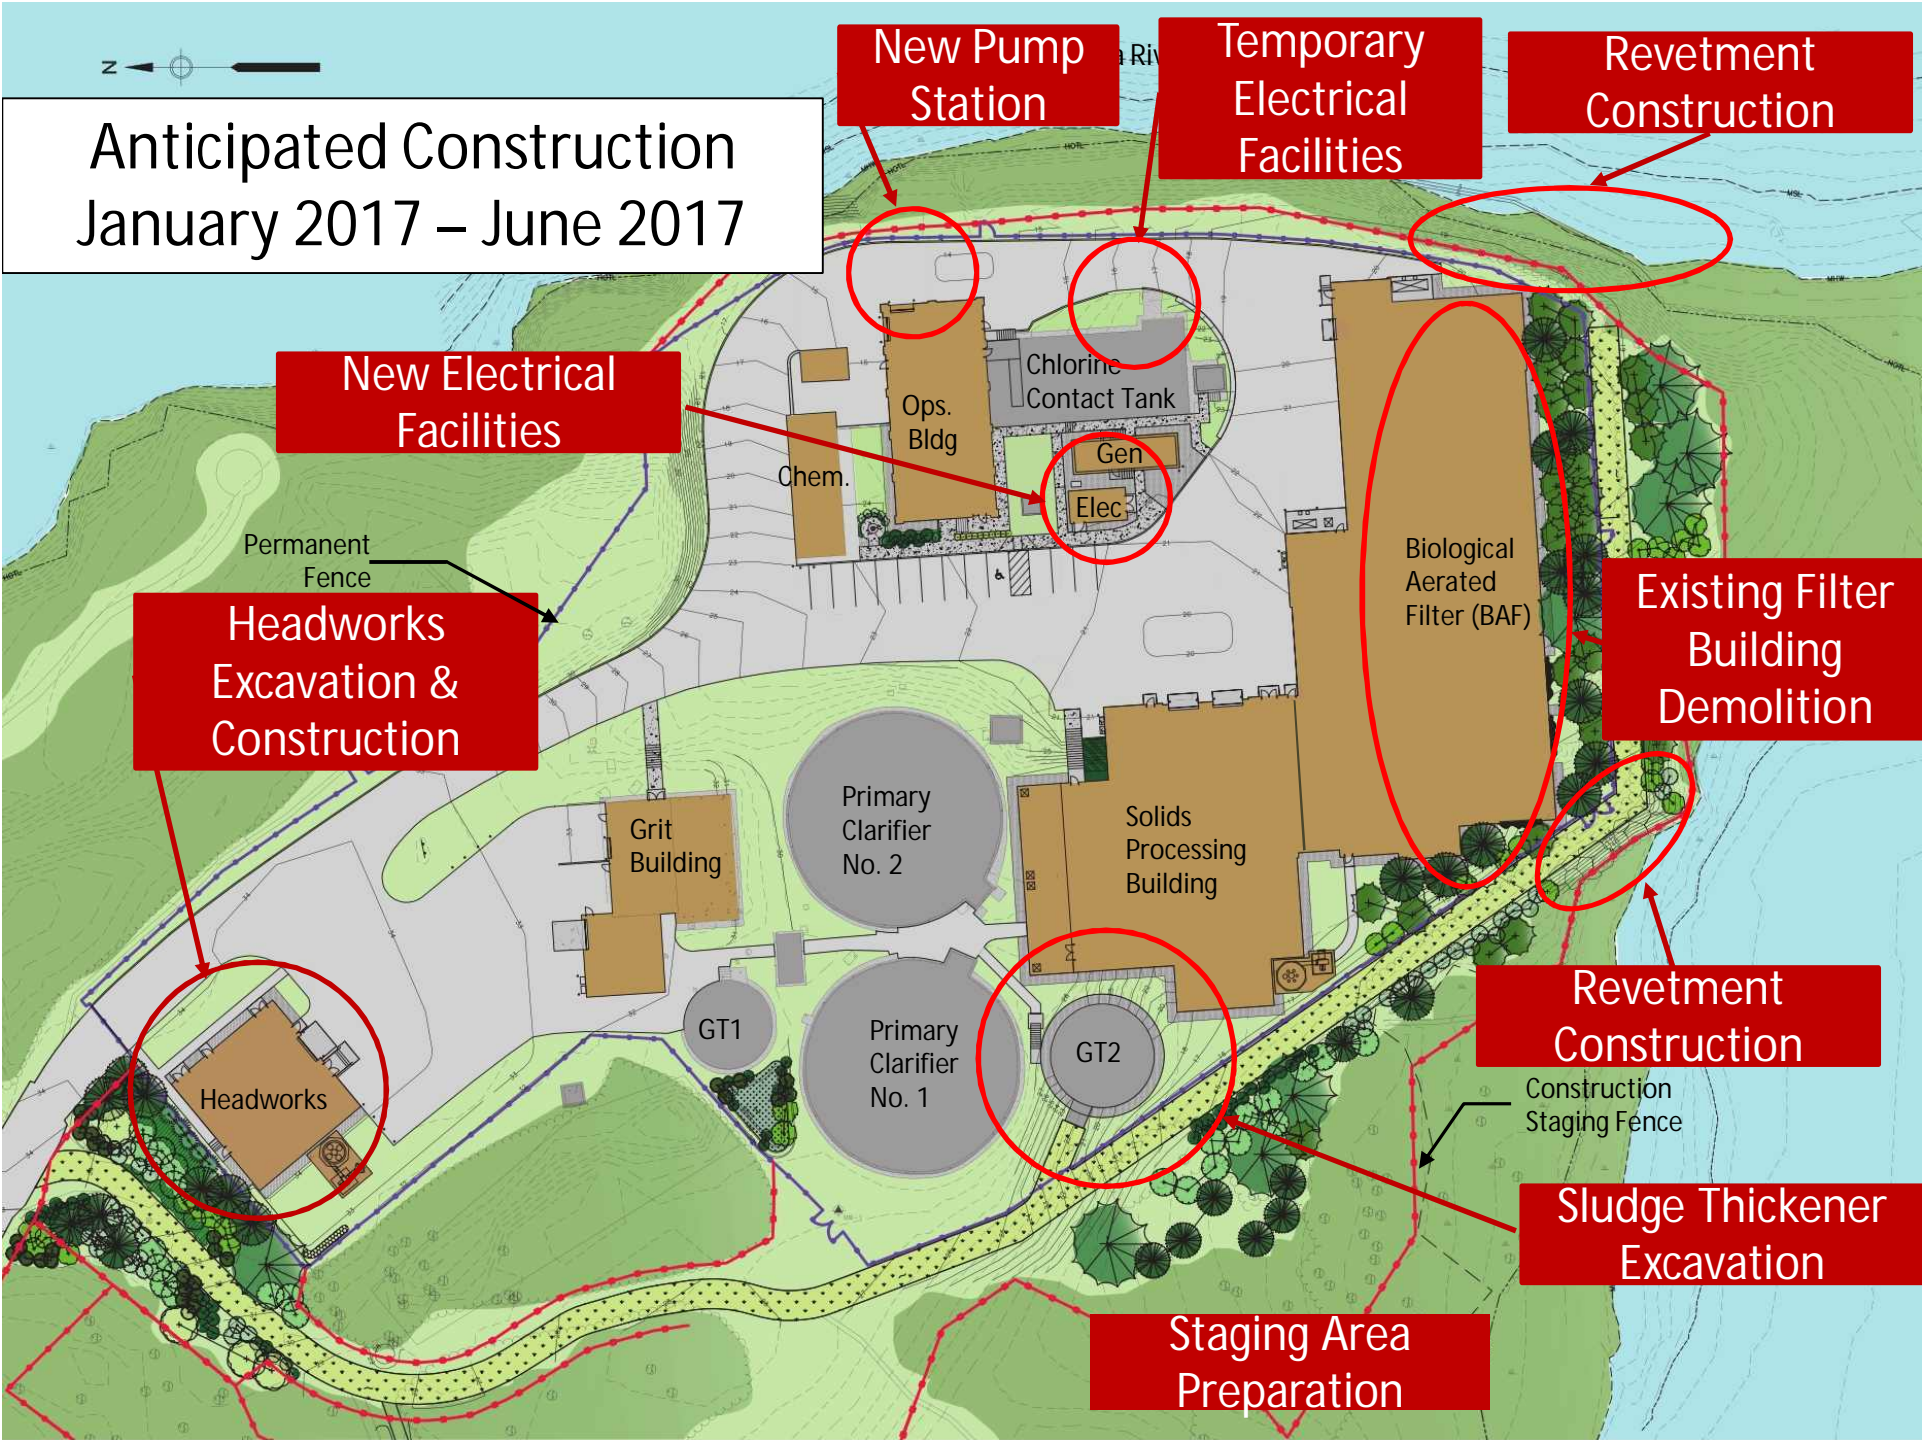 N
Anticipated Construction
January 2017 – June 2017
New Pump
Station
Temporary
Electrical
Facilities
Revetment
Construction
New Electrical
Facilities
Chlorine
Contact Tank
Ops.
Bldg
Chem.
Gen
Elec
Permanent
Fence
Biological
Aerated
Filter (BAF)
Existing Filter
Building
Demolition
Headworks
Excavation &
Construction
Primary
Clarifier
No. 2
Grit
Building
Solids
Processing
Building
Revetment
Construction
GT1
Primary
Clarifier
No. 1
GT2
Headworks
Construction
Staging Fence
Sludge Thickener
Excavation
Staging Area
Preparation